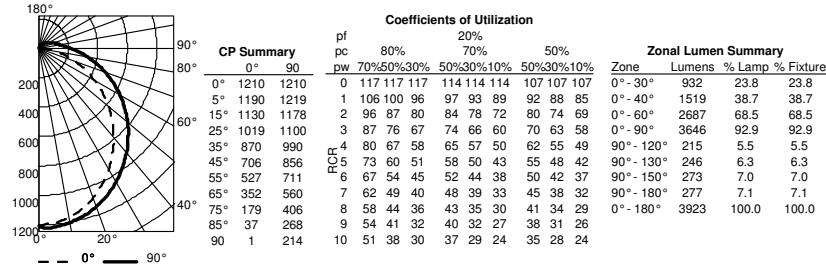 180°
90°
80°
200
400
600
60°
800
1000
40°
1200
0° 20°
0° 90°
CP Summary
0° 90
0° 1210 1210
5° 1190 1219
15° 1130 1178
25° 1019 1100
35° 870 990
45° 706 856
55° 527 711
65° 352 560
75° 179 406
85° 37 268
90 1 214
Coefficients of Utilization
pf 20%
pc 80% 70% 50%
pw 70%50%30% 50%30%10% 50%30%10%
RCR
0 117 117 117 114 114 114 107 107 107
1 106 100 96 97 93 89 92 88 85
2 96 87 80 84 78 72 80 74 69
3 87 76 67 74 66 60 70 63 58
4 80 67 58 65 57 50 62 55 49
5 73 60 51 58 50 43 55 48 42
6 67 54 45 52 44 38 50 42 37
7 62 49 40 48 39 33 45 38 32
8 58 44 36 43 35 30 41 34 29
9 54 41 32 40 32 27 38 31 26
10 51 38 30 37 29 24 35 28 24
Zonal Lumen Summary
Zone Lumens % Lamp % Fixture
0°- 30° 932 23.8 23.8
0°- 40° 1519 38.7 38.7
0°- 60° 2687 68.5 68.5
0°- 90° 3646 92.9 92.9
90°- 120° 215 5.5 5.5
90°- 130° 246 6.3 6.3
90°- 150° 273 7.0 7.0
90°- 180° 277 7.1 7.1
0°- 180° 3923 100.0 100.0